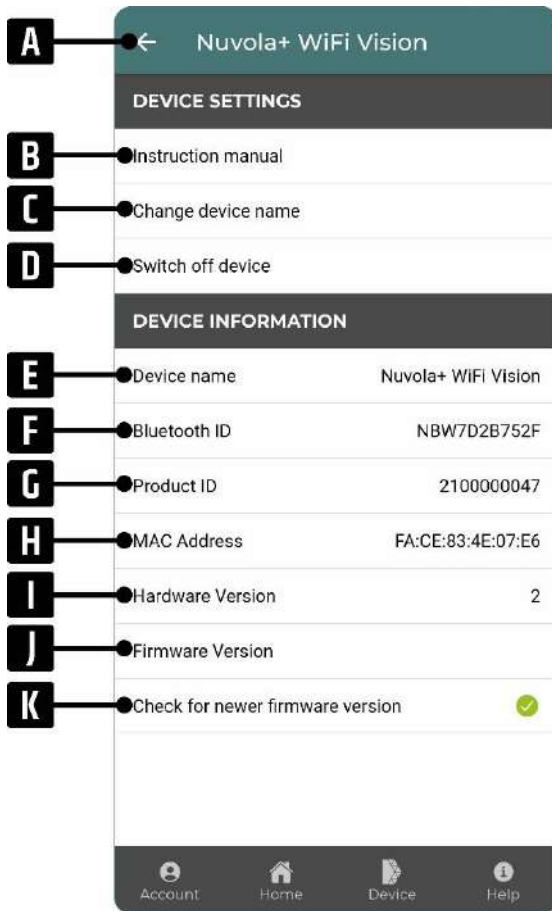 A Nuvola+ WiFi Vision
DEVICE SETTINGS
B Instruction manual
C Change device name
D Switch off device
DEVICE INFORMATION
E Device name Nuvola+ WiFi Vision
F Bluetooth ID NBW7D2B752F
G Product ID 2100000047
H MAC Address FA:CE:83:4E:07:E6
I Hardware Version 2
J Firmware Version
K Check for newer firmware version
Account Home Device Help